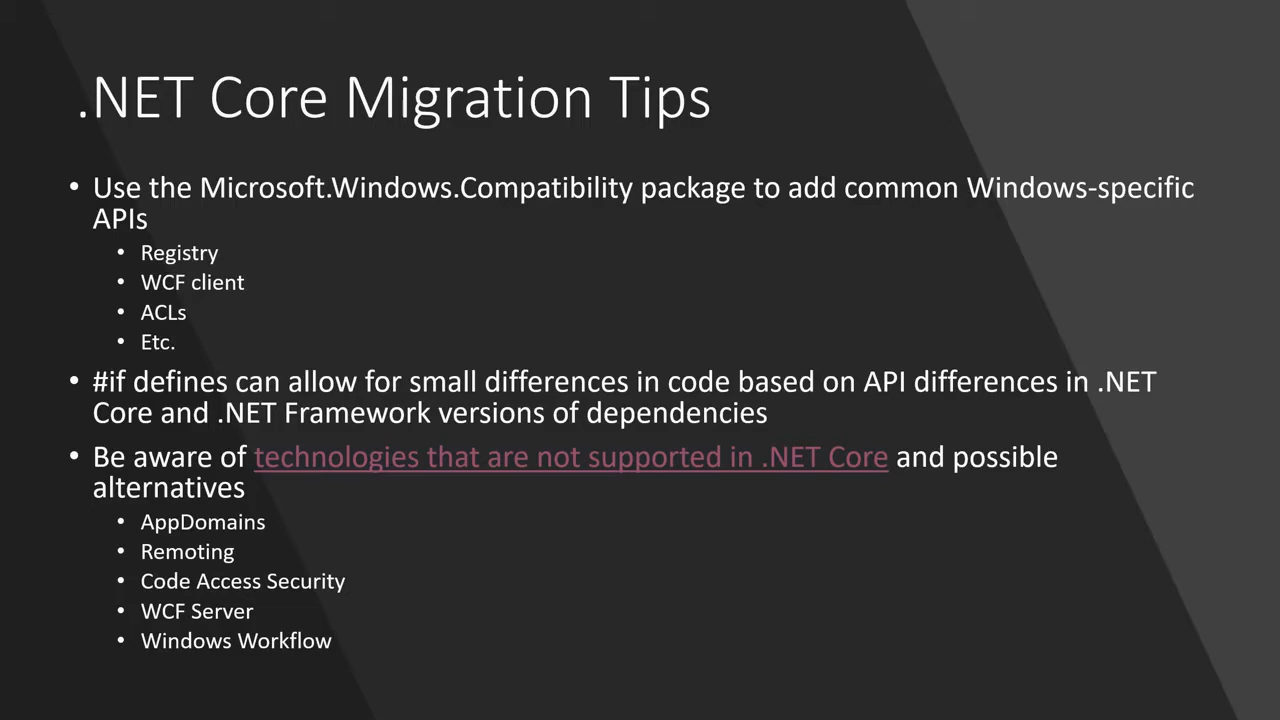 .NET Core Migration Tips
• Use the Microsoft.Windows.Compatibility package to add common Windows-specific
APIs
• Registry
• WCF client
• ACLs
• Etc.
• #if defines can allow for small differences in code based on API differences in .NET
Core and .NET Framework versions of dependencies
• Be aware of technologies that are not supported in .NET Core and possible
alternatives
• AppDomains
• Remoting
• Code Access Security
• WCF Server
• Windows Workflow